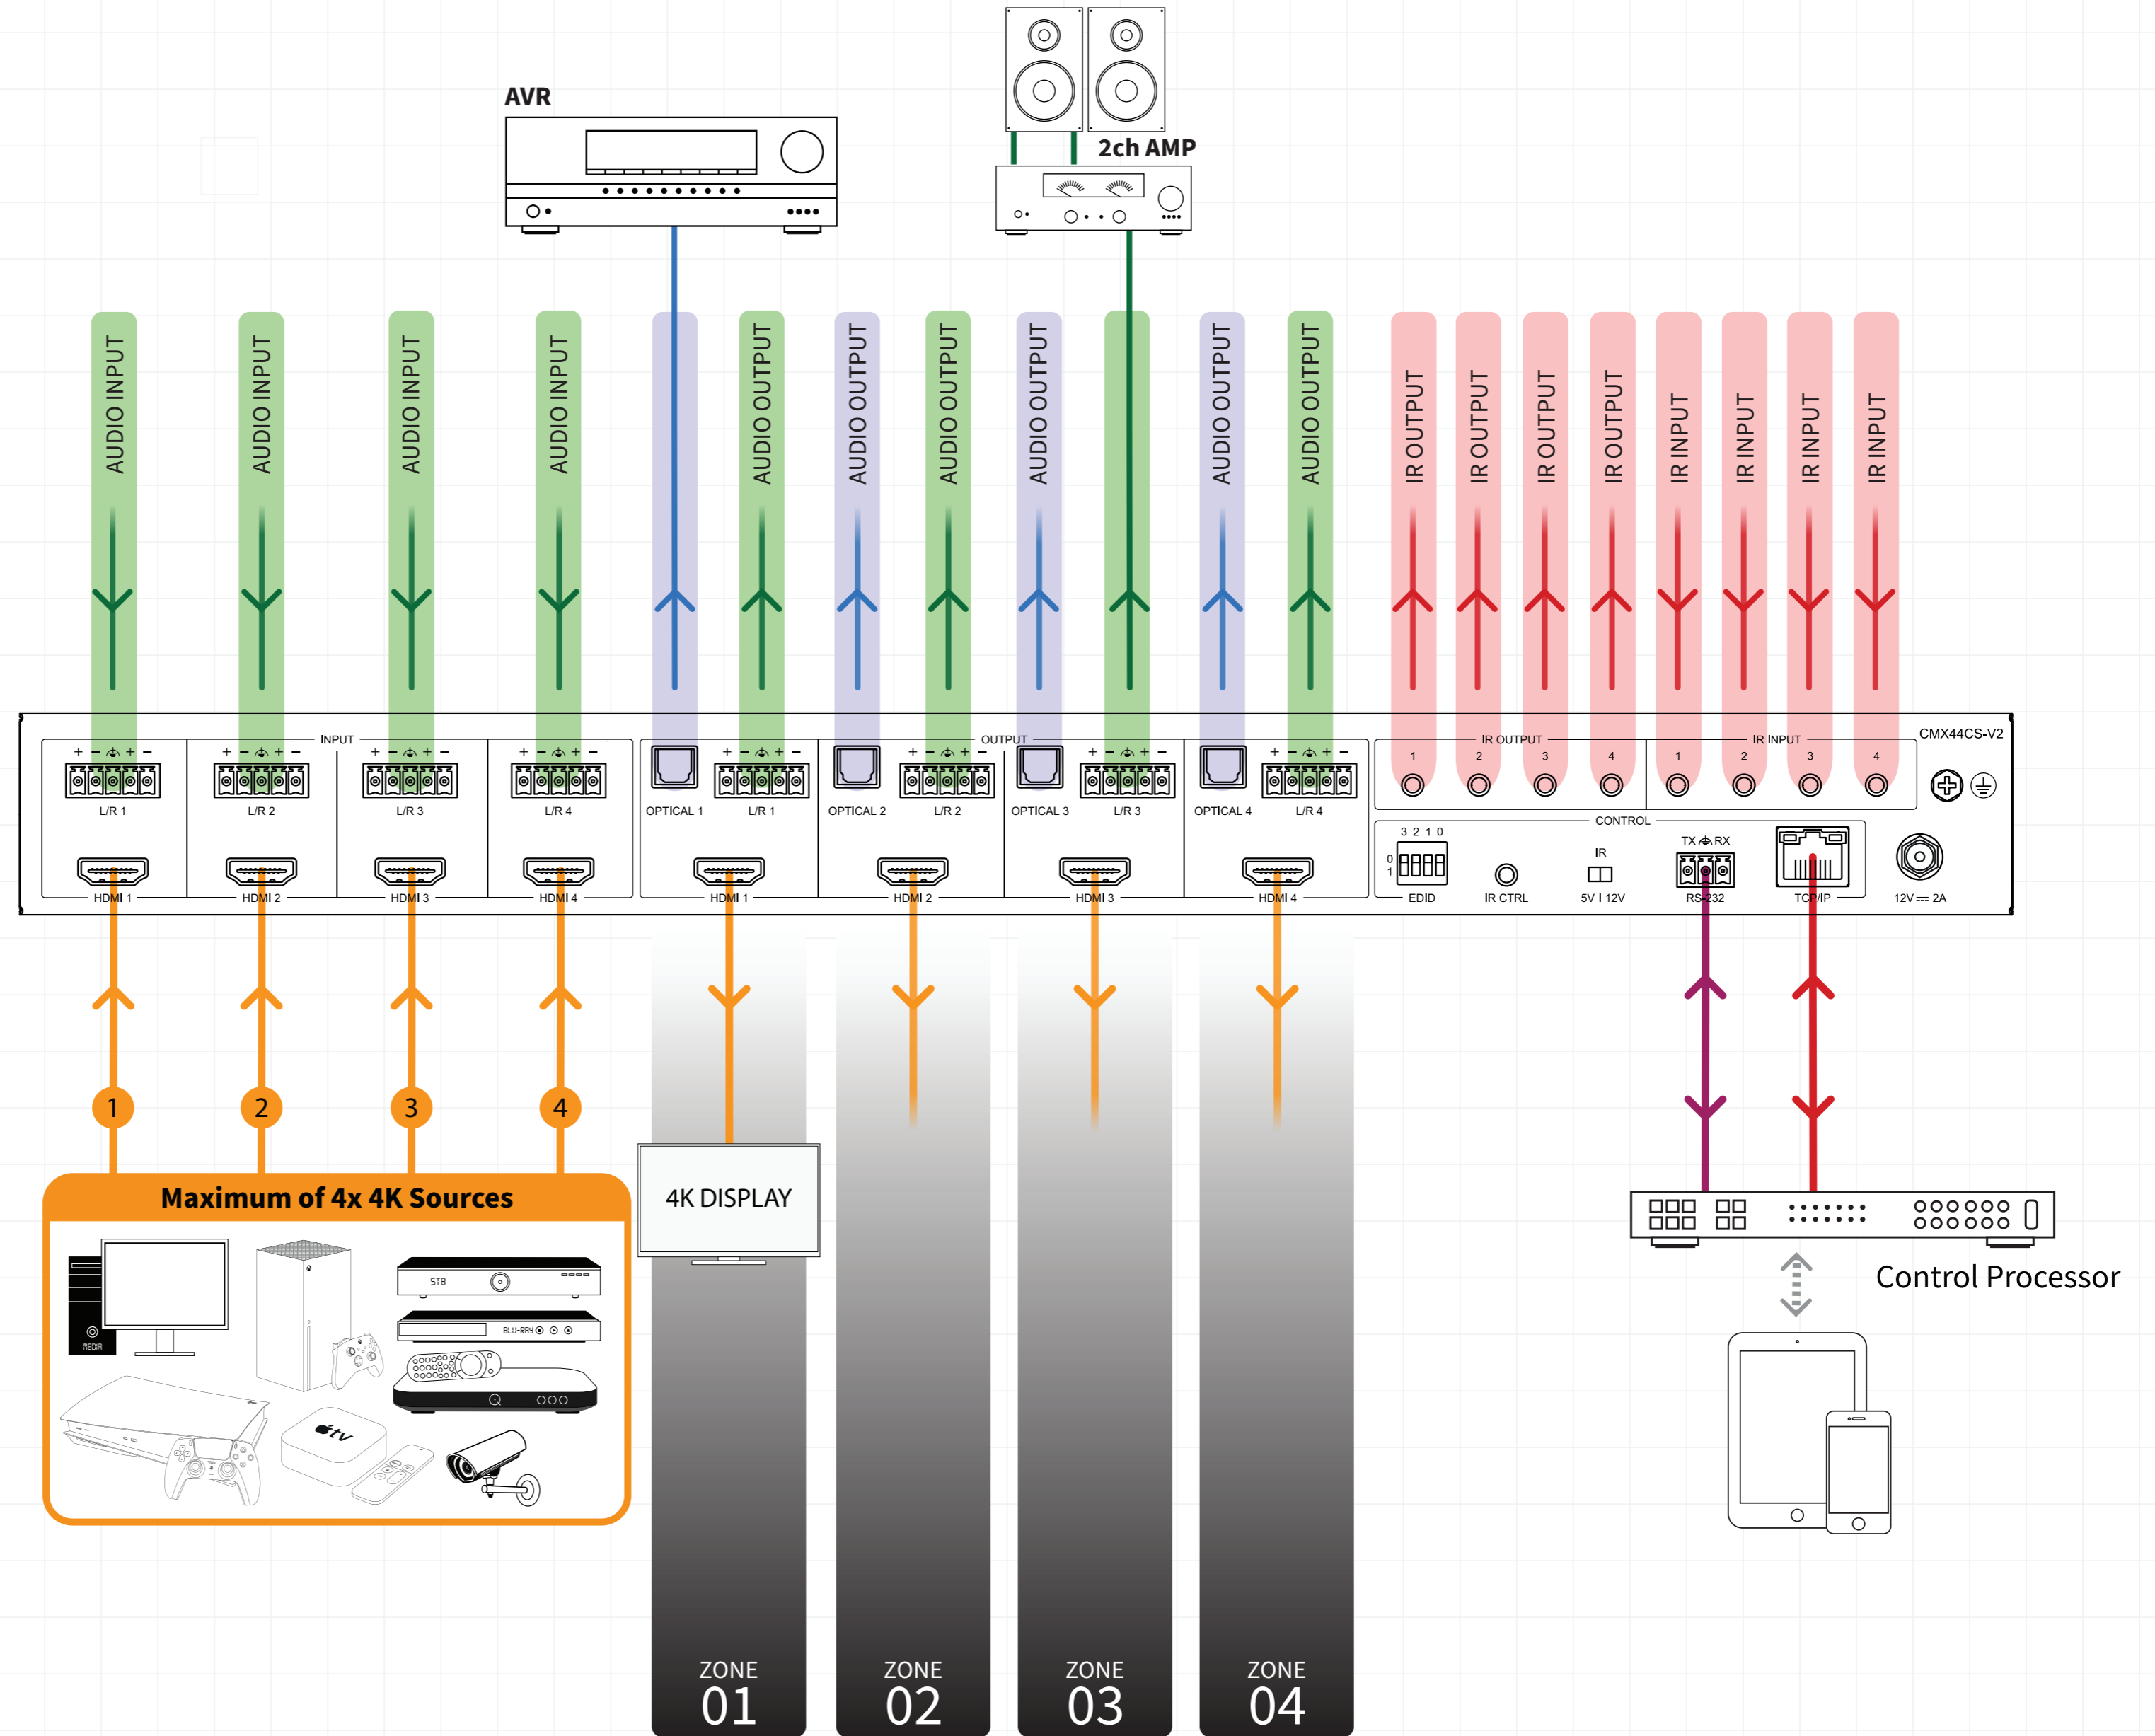 AVR
2ch AMP
AUDIO INPUT
AUDIO INPUT
AUDIO INPUT
AUDIO INPUT
AUDIO OUTPUT
AUDIO OUTPUT
AUDIO OUTPUT
AUDIO OUTPUT
AUDIO OUTPUT
AUDIO OUTPUT
IR OUTPUT
IR OUTPUT
IR OUTPUT
IR OUTPUT
IR INPUT
IR INPUT
IR INPUT
IR INPUT
CMX44CS-V2
INPUT
OUTPUT
IR OUTPUT
IR INPUT
+ - + -
+ - + -
+ - + -
+ - + -
+ - + -
+ - + -
+ - + -
+ - + -
1 2 3 4 1 2 3 4
L/R 1
L/R 2
L/R 3
L/R 4
OPTICAL 1
L/R 1
OPTICAL 2
L/R 2
OPTICAL 3
L/R 3
OPTICAL 4
L/R 4
CONTROL
3 2 1 0
0
1
IR
TX RX
HDMI 1
HDMI 2
HDMI 3
HDMI 4
HDMI 1
HDMI 2
HDMI 3
HDMI 4
EDID
IR CTRL
5V I 12V
RS-232
TCP/IP
12V 2A
1
2
3
4
Maximum of 4x 4K Sources
4K DISPLAY
STB
BLU-RAY
MEDIA
Q
tv
Control Processor
ZONE
01
ZONE
02
ZONE
03
ZONE
04